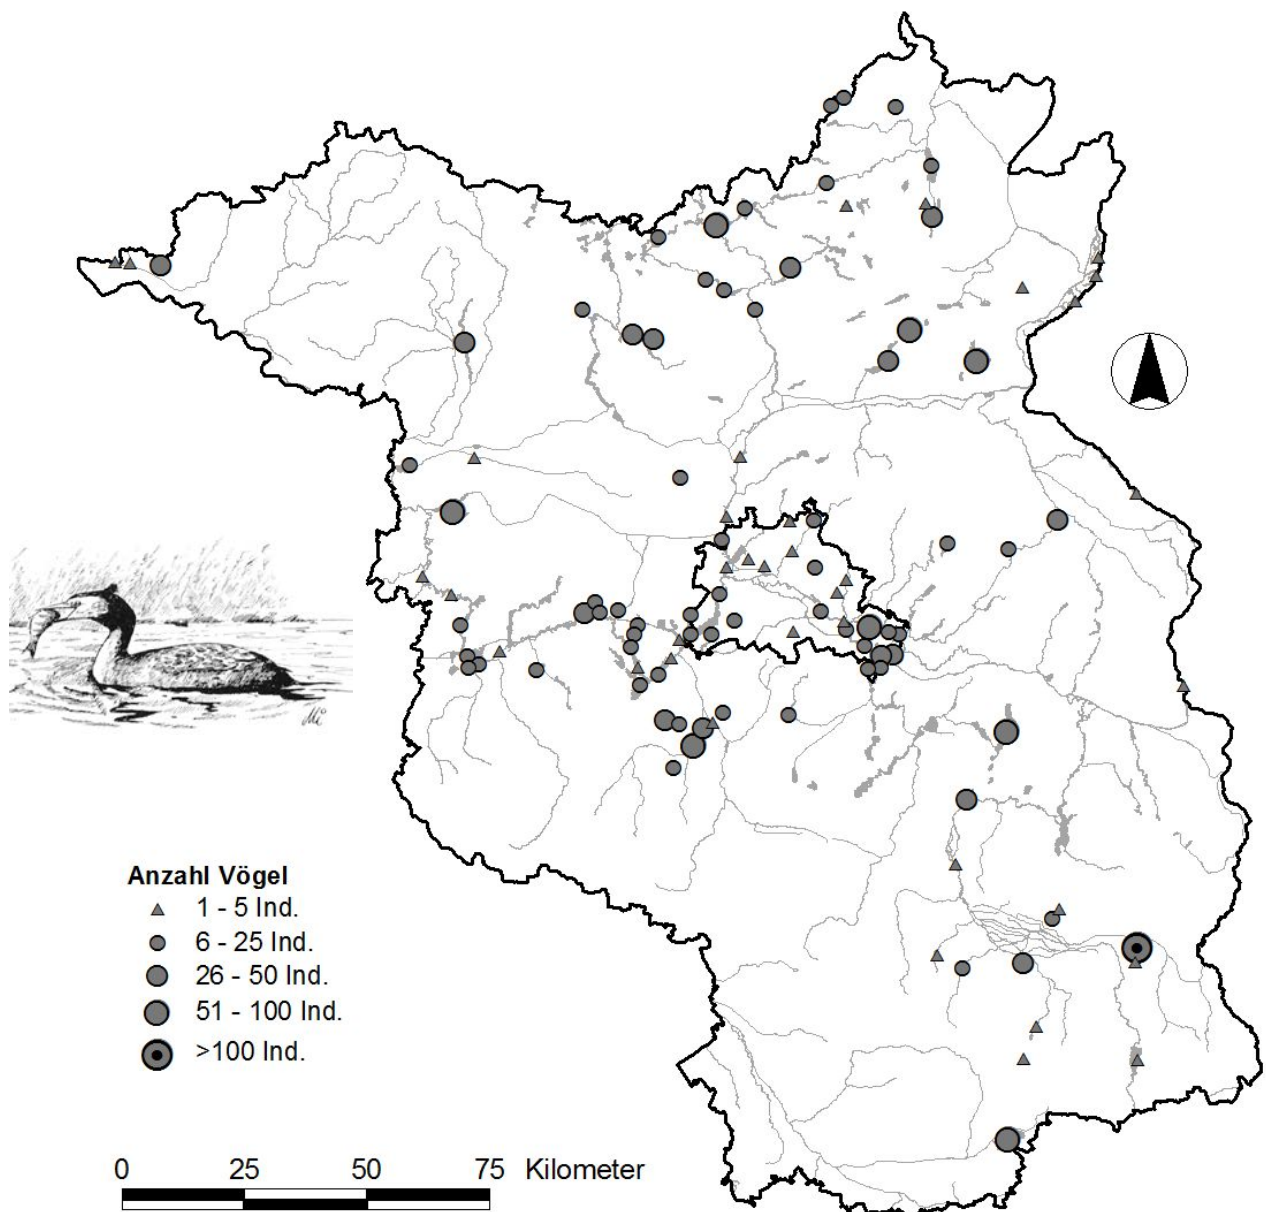 Anzahl Vögel
1 - 5 Ind.
6 - 25 Ind.
26 - 50 Ind.
51 - 100 Ind.
>100 Ind.
0 25 50 75 Kilometer